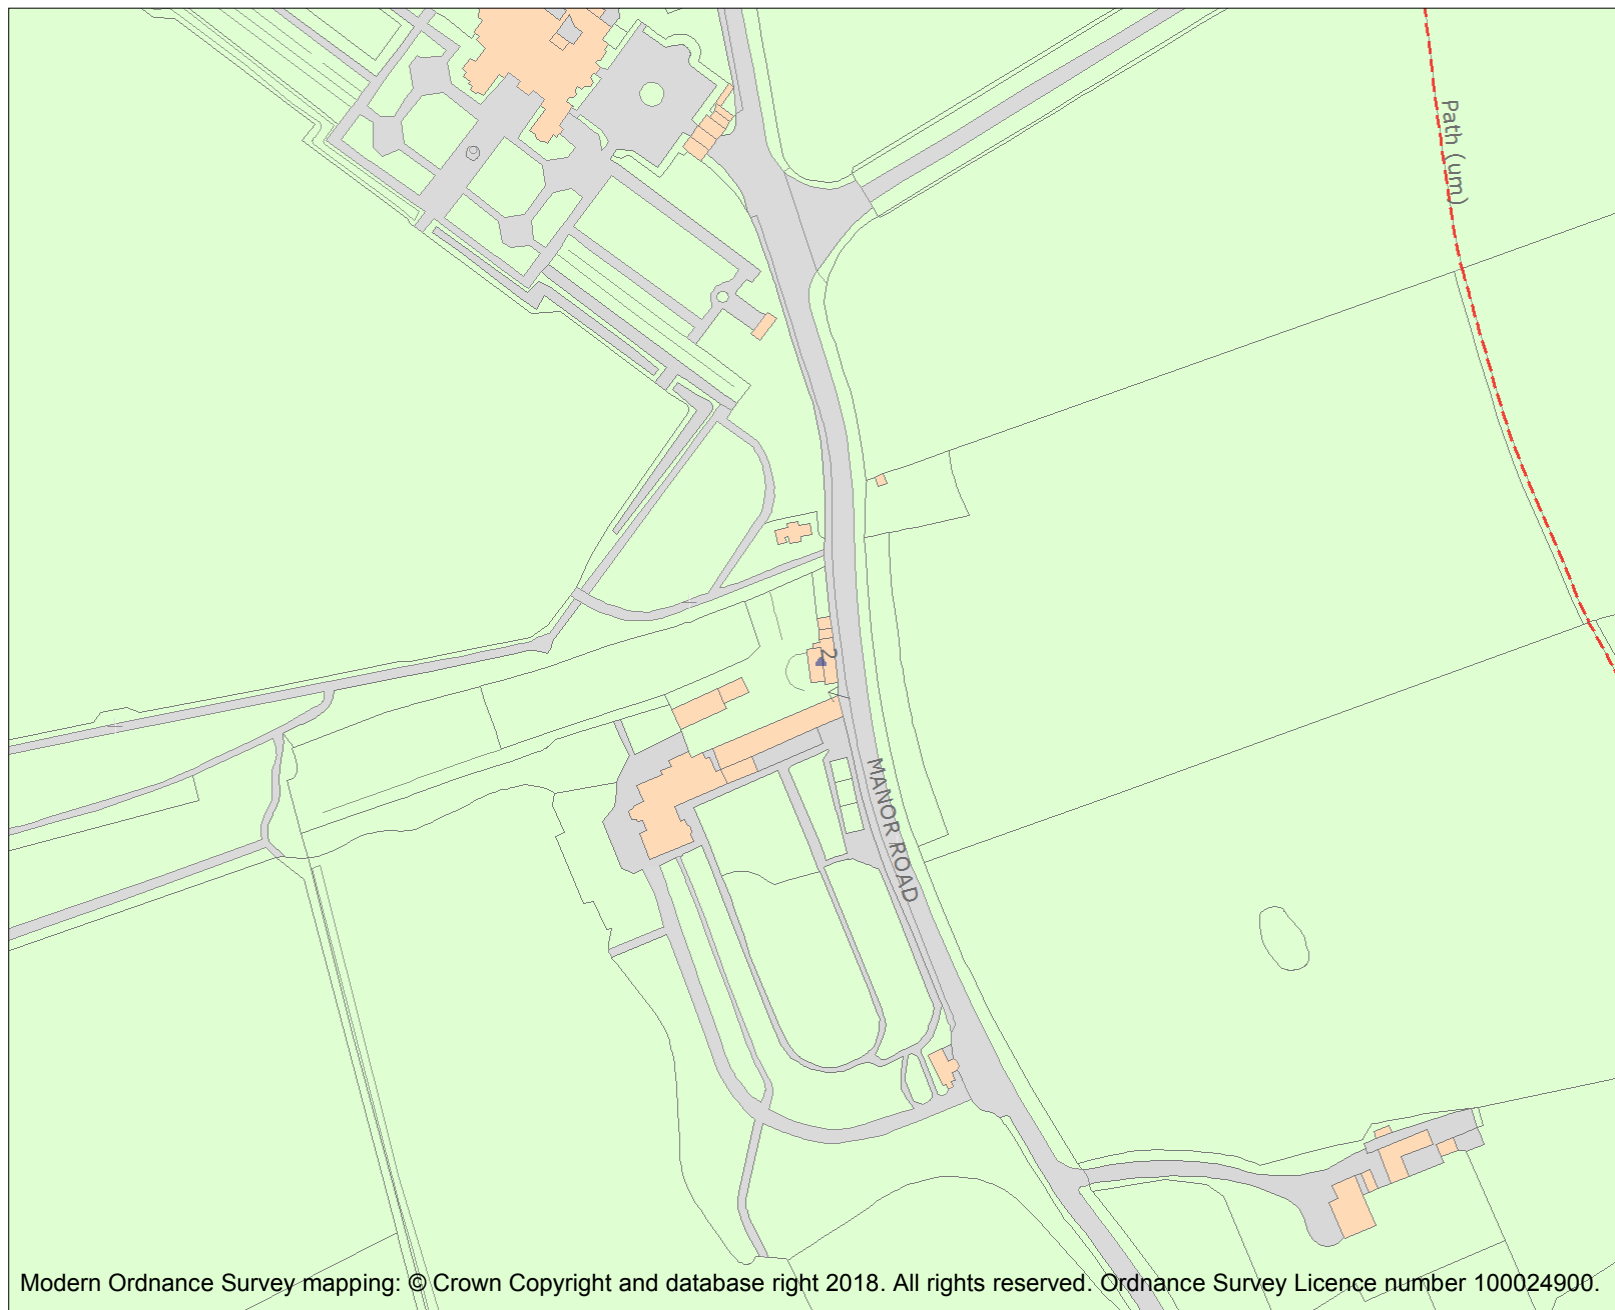 Path (um)
2
MANOR ROAD
Modern Ordnance Survey mapping: © Crown Copyright and database right 2018. All rights reserved. Ordnance Survey Licence number 100024900.